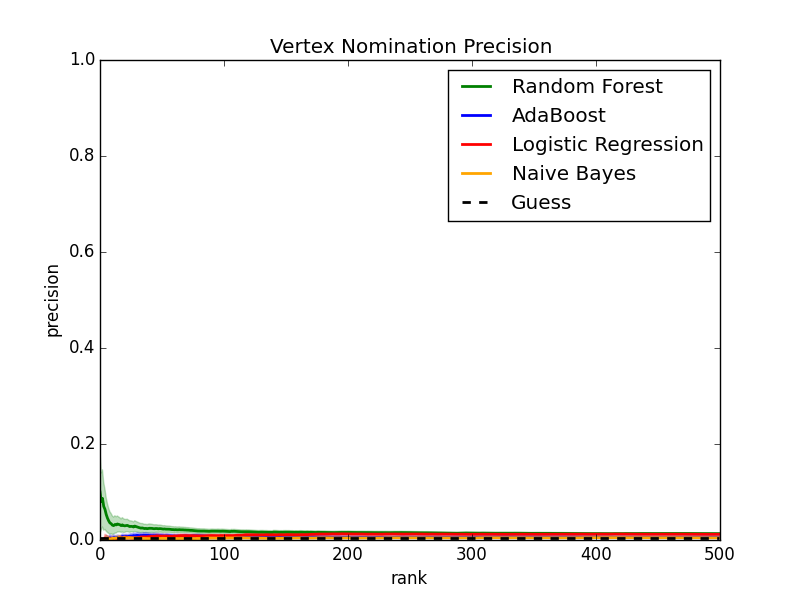 Vertex Nomination Precision
1.0
0.8
0.6
0.4
0.2
0.0
precision
Random Forest
AdaBoost
Logistic Regression
Naive Bayes
Guess
0 100 200 300 400 500
rank